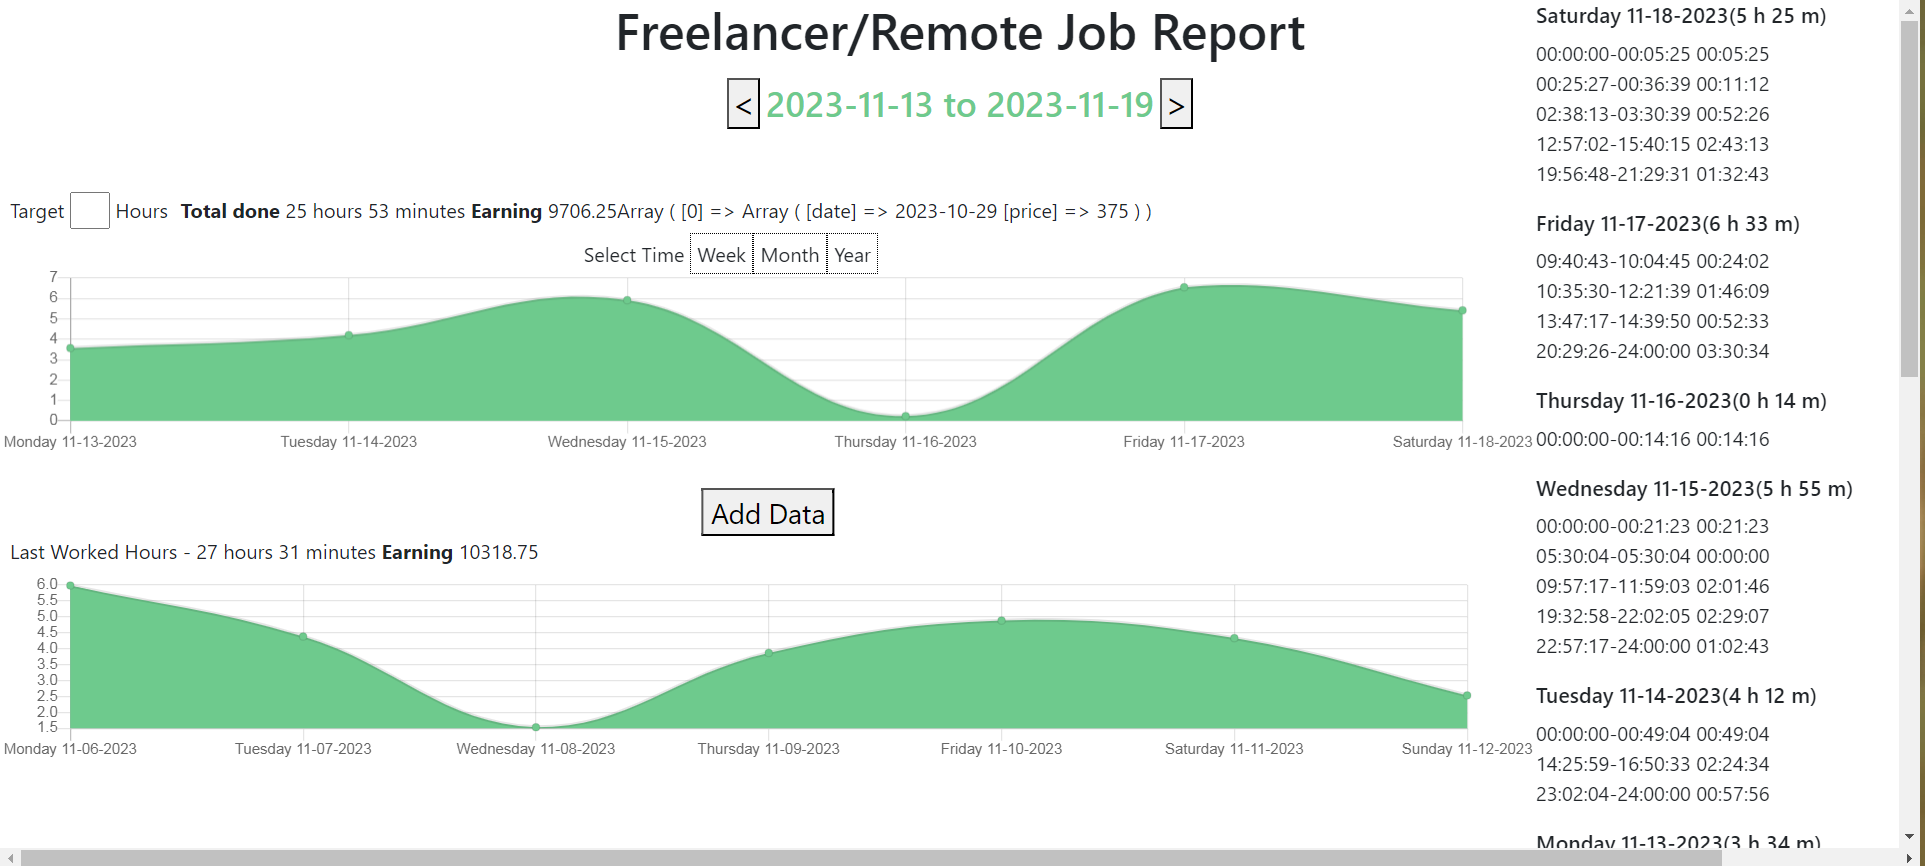 Freelancer/Remote Job Report
< 2023-11-13 to 2023-11-19 >
Target Hours Total done 25 hours 53 minutes Earning 9706.25Array ( [0] => Array ( [date] => 2023-10-29 [price] => 375 ) )
Select Time Week Month Year
7
6
5
4
3
2
1
0
Monday 11-13-2023 Tuesday 11-14-2023 Wednesday 11-15-2023 Thursday 11-16-2023 Friday 11-17-2023 Saturday 11-18-2023
Add Data
Last Worked Hours - 27 hours 31 minutes Earning 10318.75
6.0
5.5
5.0
4.5
4.0
3.5
3.0
2.5
2.0
1.5
Monday 11-06-2023 Tuesday 11-07-2023 Wednesday 11-08-2023 Thursday 11-09-2023 Friday 11-10-2023 Saturday 11-11-2023 Sunday 11-12-2023
Saturday 11-18-2023(5 h 25 m)
00:00:00-00:05:25 00:05:25
00:25:27-00:36:39 00:11:12
02:38:13-03:30:39 00:52:26
12:57:02-15:40:15 02:43:13
19:56:48-21:29:31 01:32:43
Friday 11-17-2023(6 h 33 m)
09:40:43-10:04:45 00:24:02
10:35:30-12:21:39 01:46:09
13:47:17-14:39:50 00:52:33
20:29:26-24:00:00 03:30:34
Thursday 11-16-2023(0 h 14 m)
00:00:00-00:14:16 00:14:16
Wednesday 11-15-2023(5 h 55 m)
00:00:00-00:21:23 00:21:23
05:30:04-05:30:04 00:00:00
09:57:17-11:59:03 02:01:46
19:32:58-22:02:05 02:29:07
22:57:17-24:00:00 01:02:43
Tuesday 11-14-2023(4 h 12 m)
00:00:00-00:49:04 00:49:04
14:25:59-16:50:33 02:24:34
23:02:04-24:00:00 00:57:56
Monday 11-13-2023(3 h 34 m)